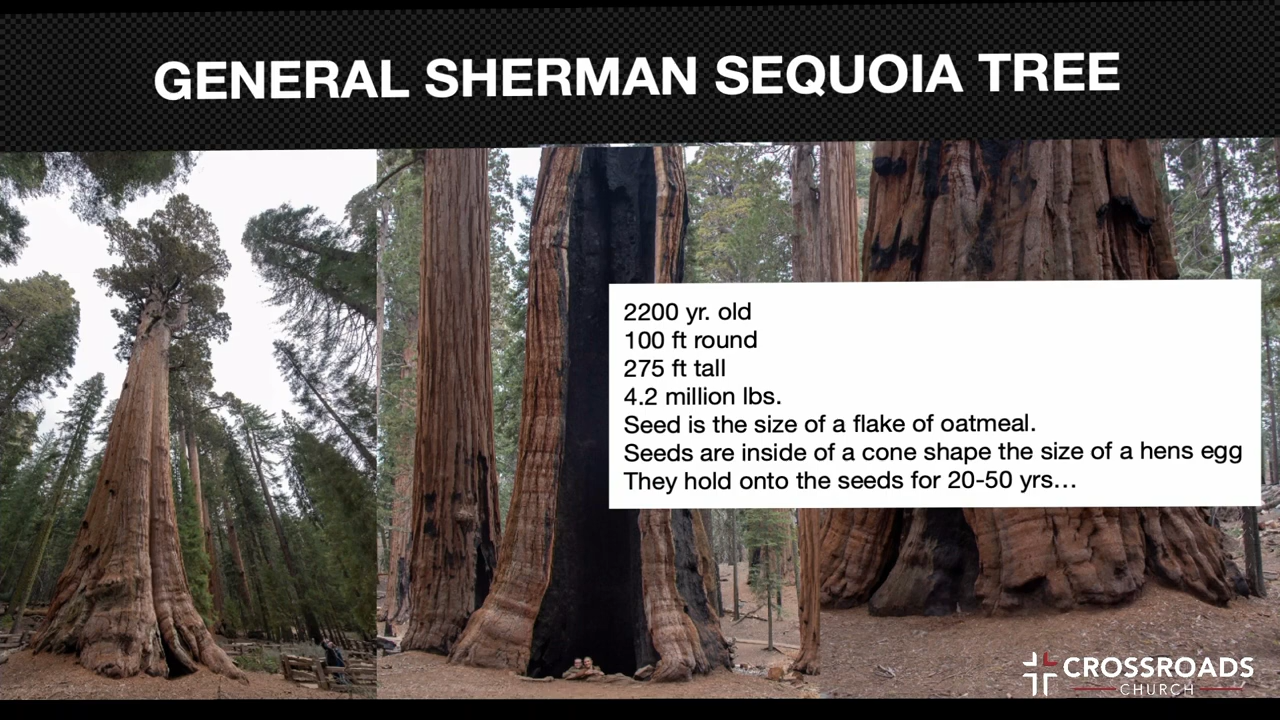 GENERAL SHERMAN SEQUOIA TREE
2200 yr. old
100 ft round
275 ft tall
4.2 million lbs.
Seed is the size of a flake of oatmeal.
Seeds are inside of a cone shape the size of a hens egg
They hold onto the seeds for 20-50 yrs…
CROSSROADS
CHURCH